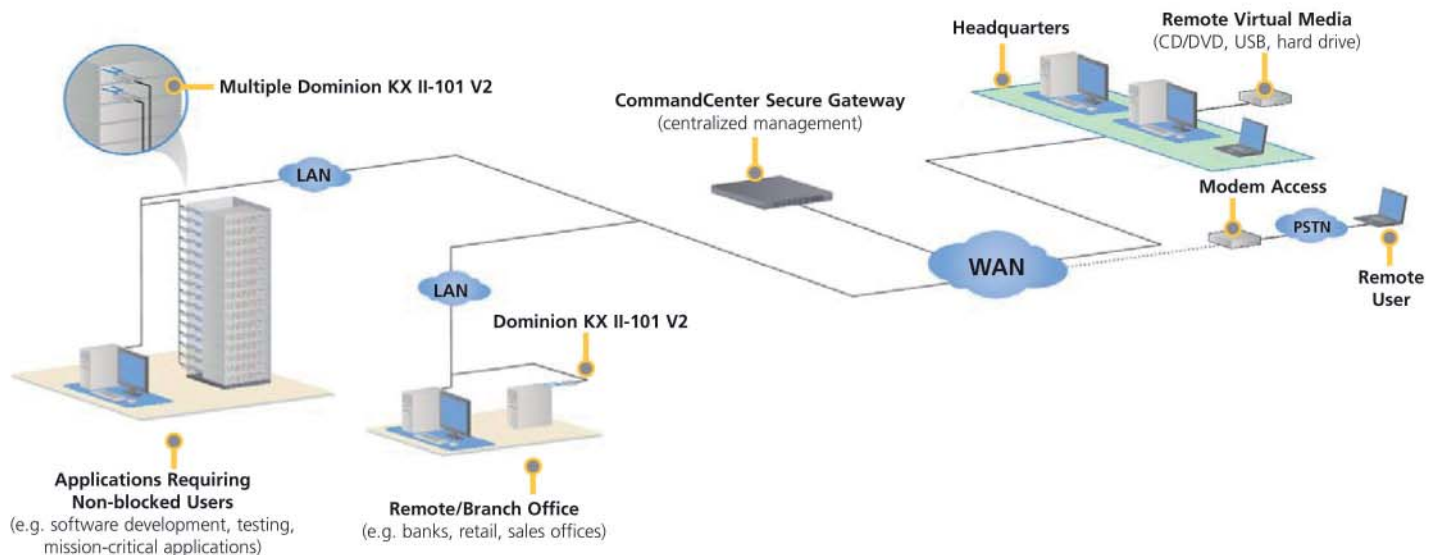 Multiple Dominion KX II-101 V2
LAN
CommandCenter Secure Gateway
(centralized management)
Headquarters
Remote Virtual Media
(CD/DVD, USB, hard drive)
Modem Access
PSTN
Remote
User
WAN
LAN
Dominion KX II-101 V2
Applications Requiring
Non-blocked Users
(e.g. software development, testing,
mission-critical applications)
Remote/Branch Office
(e.g. banks, retail, sales offices)